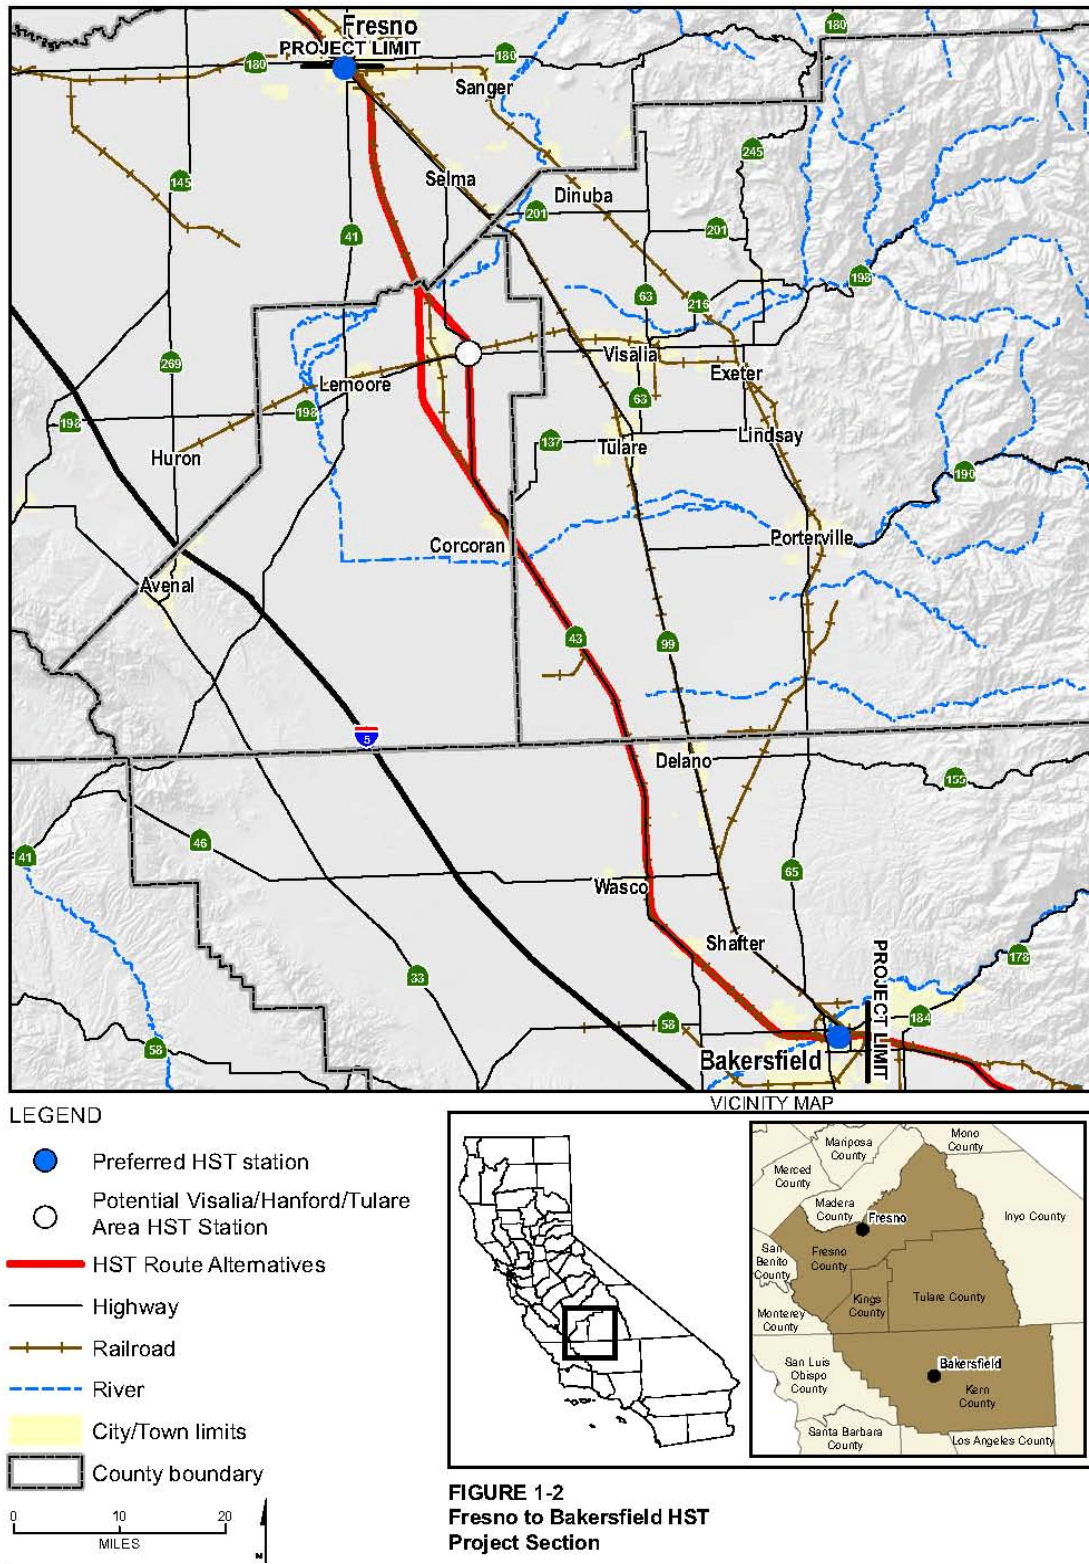 180
Fresno
PROJECT LIMIT
180
180
Sanger
245
145
Selma
Dinuba
201
201
41
198
63
216
269
Visalia
Lemoore
Exeter
198
198
63
Huron
137
Tulare
Lindsay
190
Corcoran
Porterville
Avenal
43
99
5
Delano
155
46
41
65
Wasco
Shafter
PROJECT LIMIT
178
33
184
58
58
Bakersfield
VICINITY MAP
LEGEND
Preferred HST station
Potential Visalia/Hanford/Tulare
Area HST Station
HST Route Alternatives
Highway
Railroad
River
City/Town limits
County boundary
0 10 20
MILES
N
Mono
County
Mariposa
County
Merced
County
Madera
County
Fresno
Inyo County
San
Benito
County
Fresno
County
Kings
County
Tulare County
Monterey
County
Bakersfield
San Luis
Obispo
County
Kern
County
Santa Barbara
County
Los Angeles County
FIGURE 1-2
Fresno to Bakersfield HST
Project Section